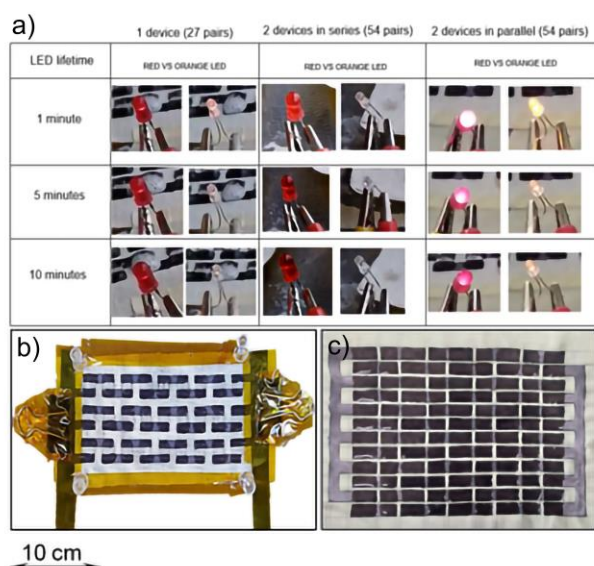 a)
1 device (27 pairs) 2 devices in series (54 pairs) 2 devices in parallel (54 pairs)
LED lifetime RED VS ORANGE LED RED VS ORANGE LED RED VS ORANGE LED
1 minute
5 minutes
10 minutes
b) c)
10 cm